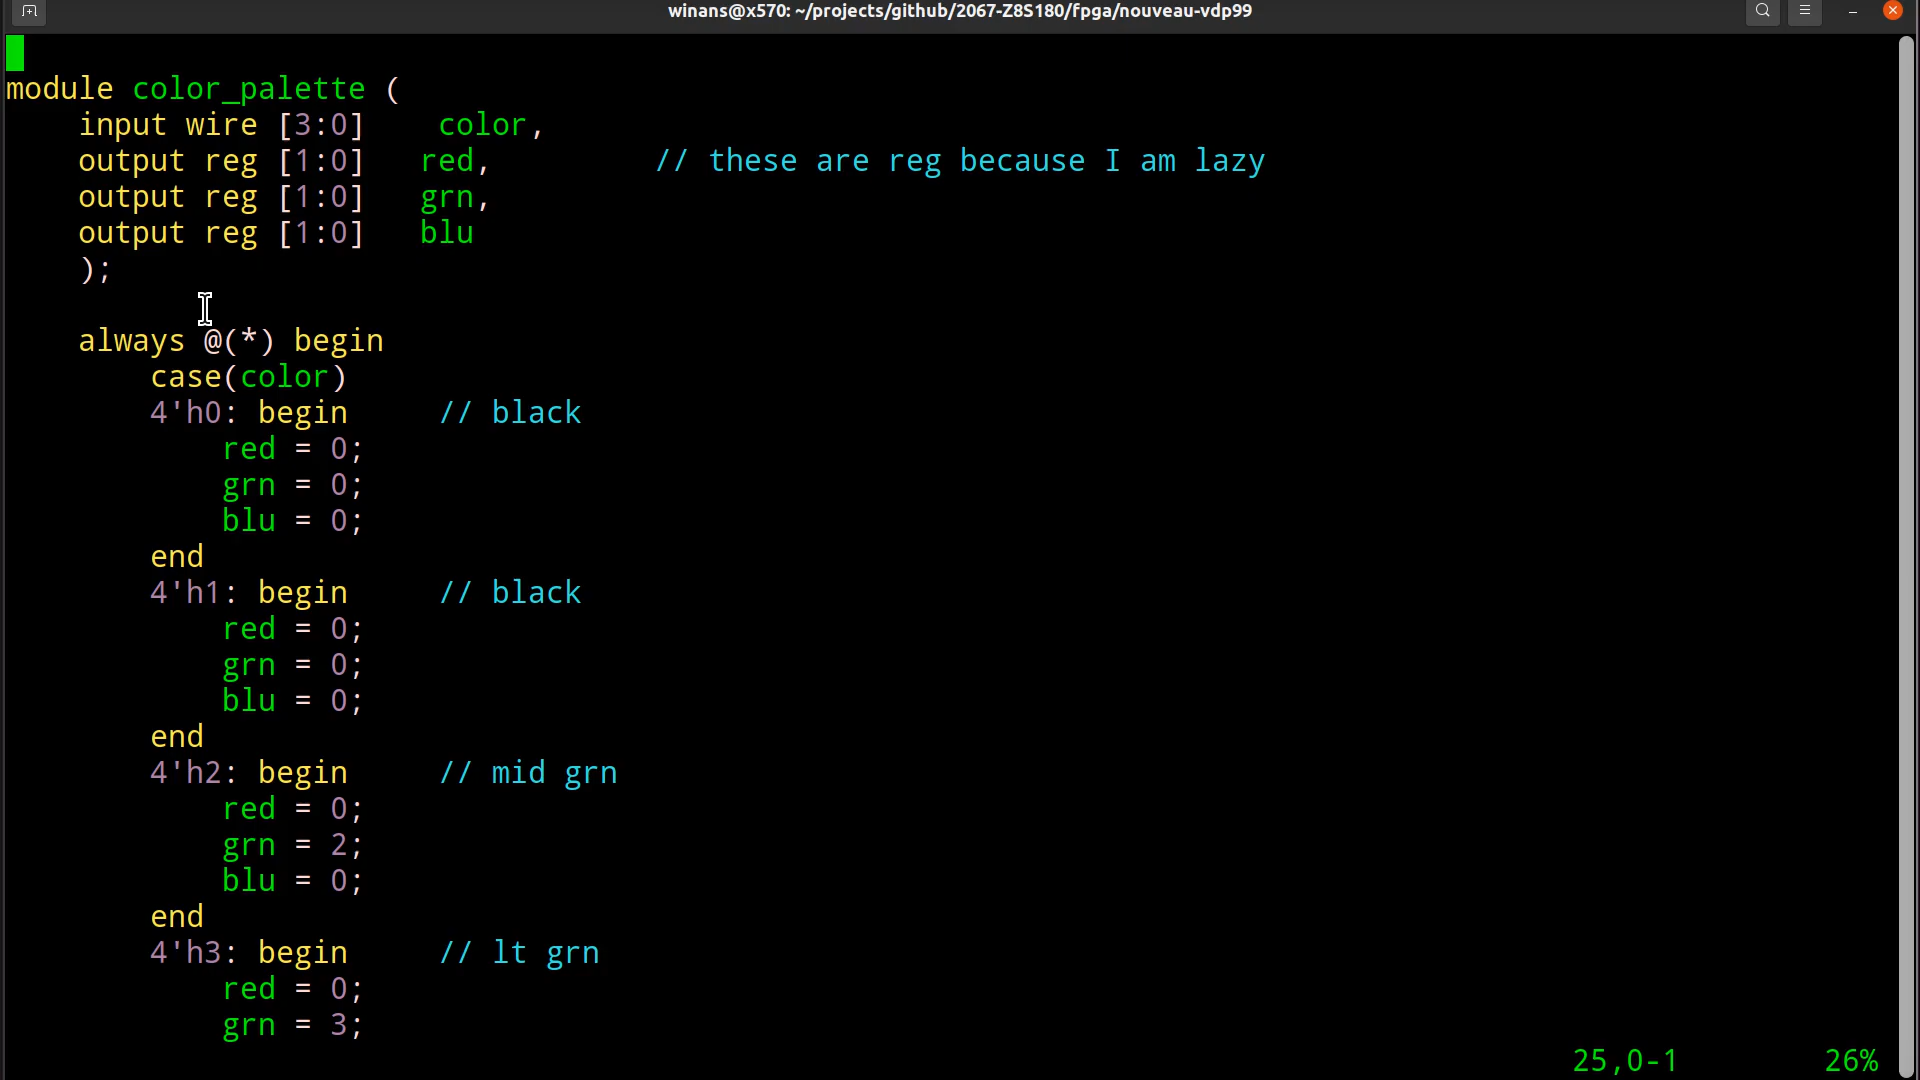 winans@x570: ~/projects/github/2067-Z8S180/fpga/nouveau-vdp99
module color_palette (
    input wire [3:0]    color,
    output reg [1:0]   red,         // these are reg because I am lazy
    output reg [1:0]   grn,
    output reg [1:0]   blu
    );
    always @(*) begin
        case(color)
        4'h0: begin     // black
            red = 0;
            grn = 0;
            blu = 0;
        end
        4'h1: begin     // black
            red = 0;
            grn = 0;
            blu = 0;
        end
        4'h2: begin     // mid grn
            red = 0;
            grn = 2;
            blu = 0;
        end
        4'h3: begin     // lt grn
            red = 0;
            grn = 3;
25,0-1         26%